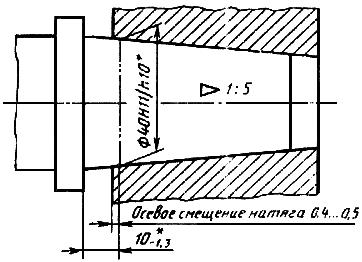 Ф40Н11/h10*
▷ 1:5
Осевое смещение натяга 0.4...0,5
10*-1,3